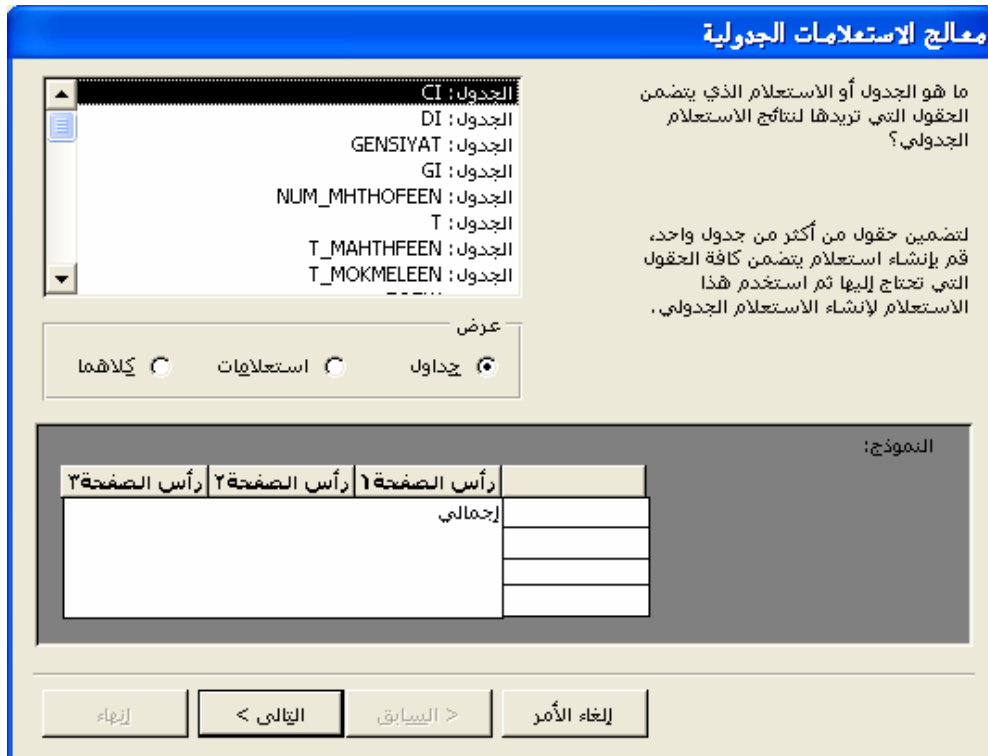 معالج الاستعلامات الجدولية
ما هو الجدول أو الاستعلام الذي يتضمن
الحقول التي تريدها لنتائج الاستعلام
الجدولي؟
لتضمين حقول من أكثر من جدول واحد،
قم بإنشاء استعلام يتضمن كافة الحقول
التي تحتاج إليها ثم استخدم هذا
الاستعلام لإنشاء الاستعلام الجدولي.
الجدول: CI
الجدول: DI
الجدول: GENSIYAT
الجدول: GI
الجدول: NUM_MHTHOFEEN
الجدول: T
الجدول: T_MAHTHFEEN
الجدول: T_MOKMELEEN
عرض
جداول استعلامات كلاهما
النموذج:
رأس الصفحة١ رأس الصفحة٢ رأس الصفحة٣
إجمالي
إلغاء الأمر < السابق التالي > إنهاء